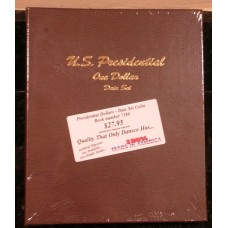 U.S. Presidential
One Dollar
Date Set
Presidential Dollars - Date Set Coins
Book number 7184
$27.95
Quality That Only Dansco Has...